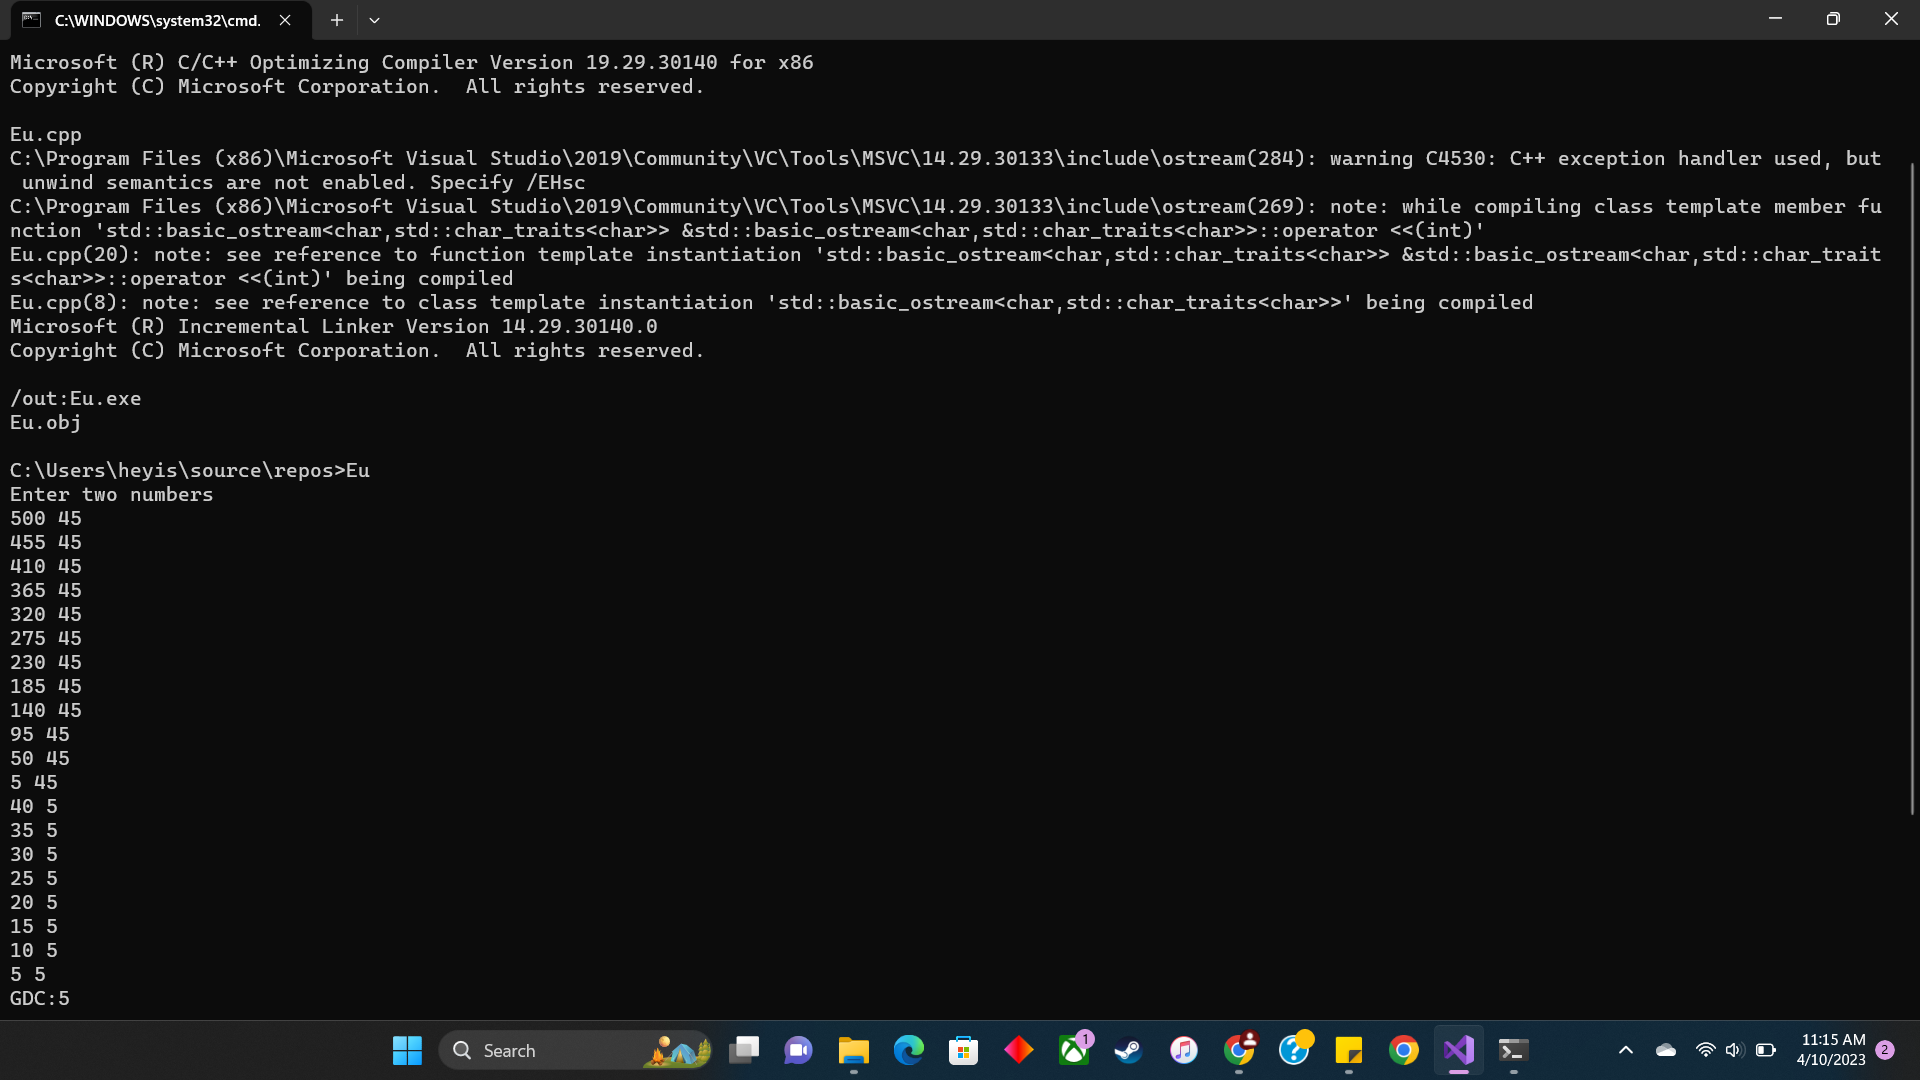 C:\WINDOWS\system32\cmd.
Microsoft (R) C/C++ Optimizing Compiler Version 19.29.30140 for x86
Copyright (C) Microsoft Corporation.  All rights reserved.
Eu.cpp
C:\Program Files (x86)\Microsoft Visual Studio\2019\Community\VC\Tools\MSVC\14.29.30133\include\ostream(284): warning C4530: C++ exception handler used, but
 unwind semantics are not enabled. Specify /EHsc
C:\Program Files (x86)\Microsoft Visual Studio\2019\Community\VC\Tools\MSVC\14.29.30133\include\ostream(269): note: while compiling class template member fu
nction 'std::basic_ostream<char,std::char_traits<char>> &std::basic_ostream<char,std::char_traits<char>>::operator <<(int)'
Eu.cpp(20): note: see reference to function template instantiation 'std::basic_ostream<char,std::char_traits<char>> &std::basic_ostream<char,std::char_trait
s<char>>::operator <<(int)' being compiled
Eu.cpp(8): note: see reference to class template instantiation 'std::basic_ostream<char,std::char_traits<char>>' being compiled
Microsoft (R) Incremental Linker Version 14.29.30140.0
Copyright (C) Microsoft Corporation.  All rights reserved.
/out:Eu.exe
Eu.obj
C:\Users\heyis\source\repos>Eu
Enter two numbers
500 45
455 45
410 45
365 45
320 45
275 45
230 45
185 45
140 45
95 45
50 45
5 45
40 5
35 5
30 5
25 5
20 5
15 5
10 5
5 5
GDC:5
Search
1
11:15 AM
4/10/2023
2